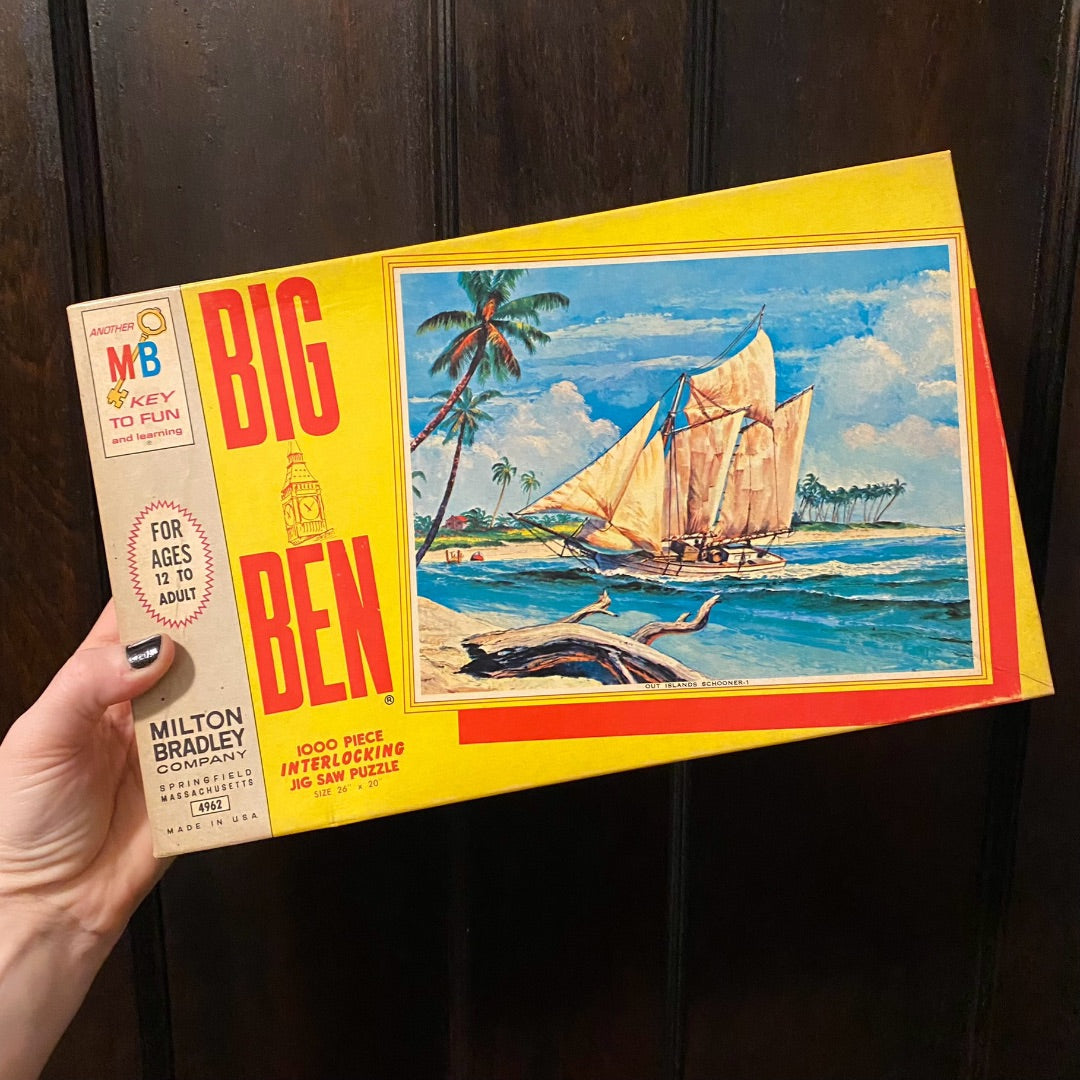 ANOTHER
MB
KEY
TO FUN
and learning
®
FOR
AGES
12 TO
ADULT
MILTON
BRADLEY
COMPANY
SPRINGFIELD
MASSACHUSETTS
4962
MADE IN U.S.A.
BIG
BEN®
1000 PIECE
INTERLOCKING
JIG SAW PUZZLE
SIZE 26" x 20"
OUT ISLANDS SCHOONER-1